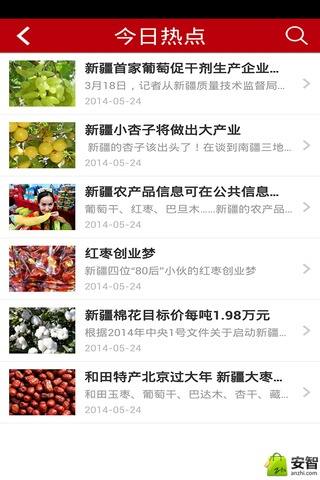 今日热点
新疆首家葡萄促干剂生产企业...
3月18日，记者从新疆质量技术监督局...
2014-05-24
新疆小杏子将做出大产业
新疆的杏子该出头了！在谈到南疆三地...
2014-05-24
新疆农产品信息可在公共信息...
葡萄干、红枣、巴旦木……新疆的农产品...
2014-05-24
红枣创业梦
新疆四位“80后”小伙的红枣创业梦
2014-05-24
新疆棉花目标价每吨1.98万元
根据2014年中央1号文件关于启动新疆...
2014-05-24
和田特产北京过大年 新疆大枣...
和田玉枣、葡萄干、巴达木、杏干、藏...
2014-05-24
安智
anzhi.com